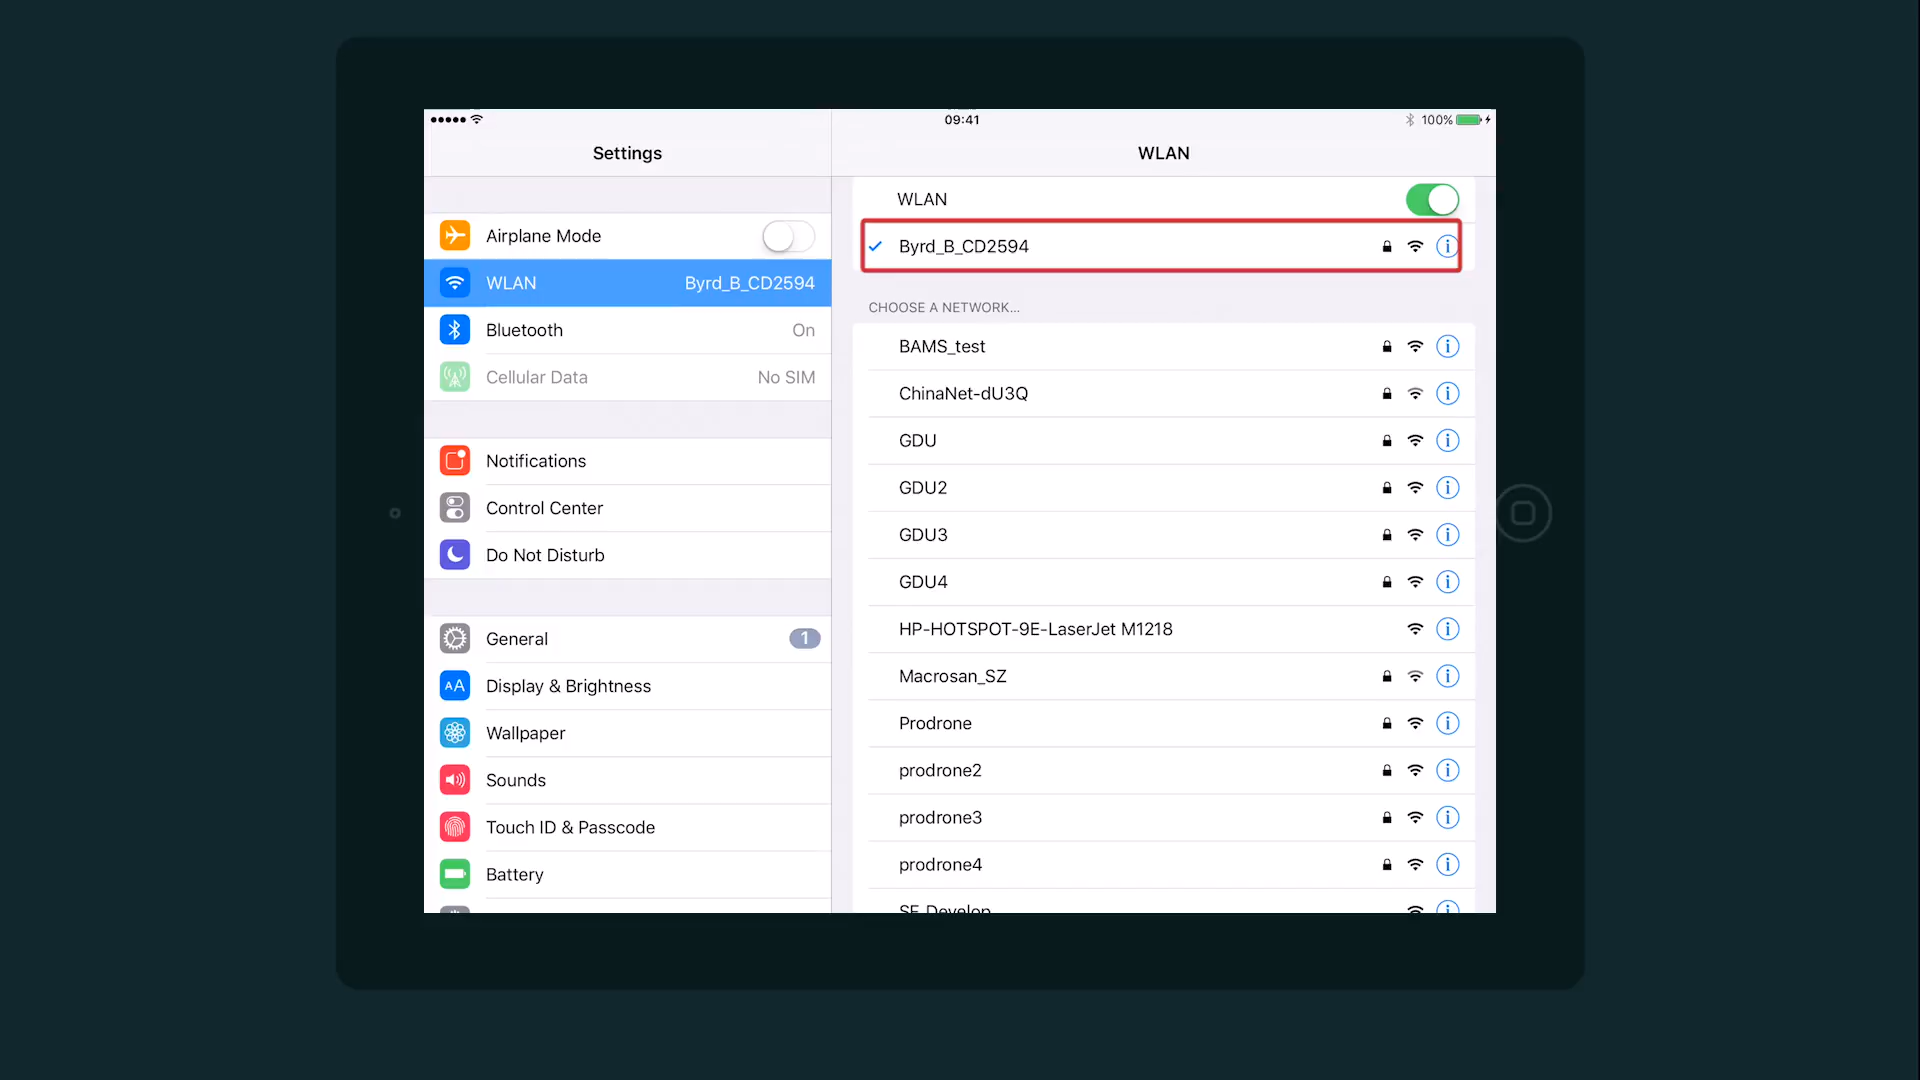 09:41
100%
Settings
WLAN
Airplane Mode
WLAN Byrd_B_CD2594
Bluetooth On
Cellular Data No SIM
Notifications
Control Center
Do Not Disturb
General 1
AA Display & Brightness
Wallpaper
Sounds
Touch ID & Passcode
Battery
WLAN
Byrd_B_CD2594
CHOOSE A NETWORK...
BAMS_test
ChinaNet-dU3Q
GDU
GDU2
GDU3
GDU4
HP-HOTSPOT-9E-LaserJet M1218
Macrosan_SZ
Prodrone
prodrone2
prodrone3
prodrone4